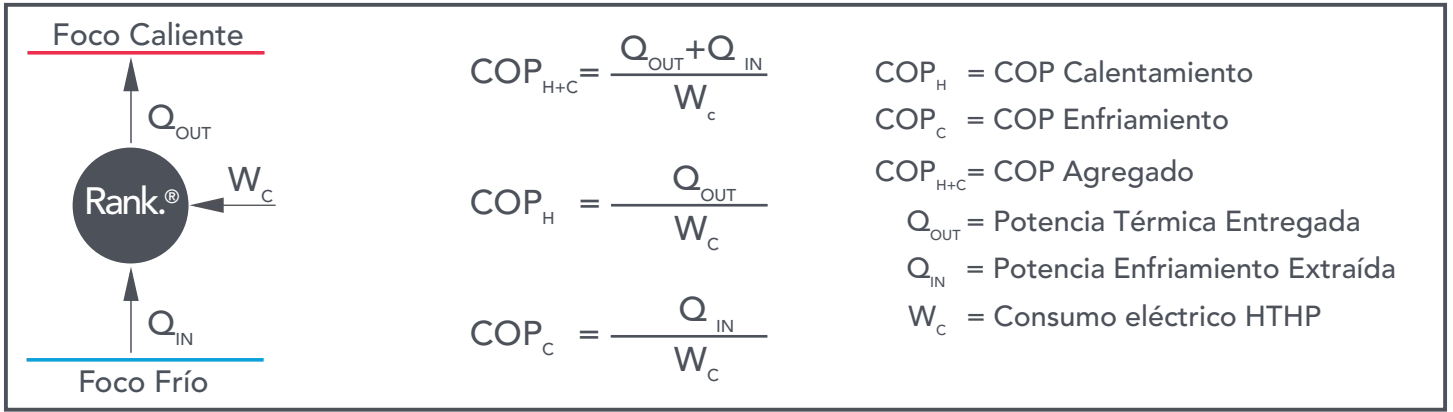 Foco Caliente
Q_OUT
Rank.®
W_C
Q_IN
Foco Frío
COP_H+C = (Q_OUT + Q_IN) / W_c
COP_H = Q_OUT / W_C
COP_C = Q_IN / W_C
COP_H = COP Calentamiento
COP_C = COP Enfriamiento
COP_H+C = COP Agregado
Q_OUT = Potencia Térmica Entregada
Q_IN = Potencia Enfriamiento Extraída
W_C = Consumo eléctrico HTHP